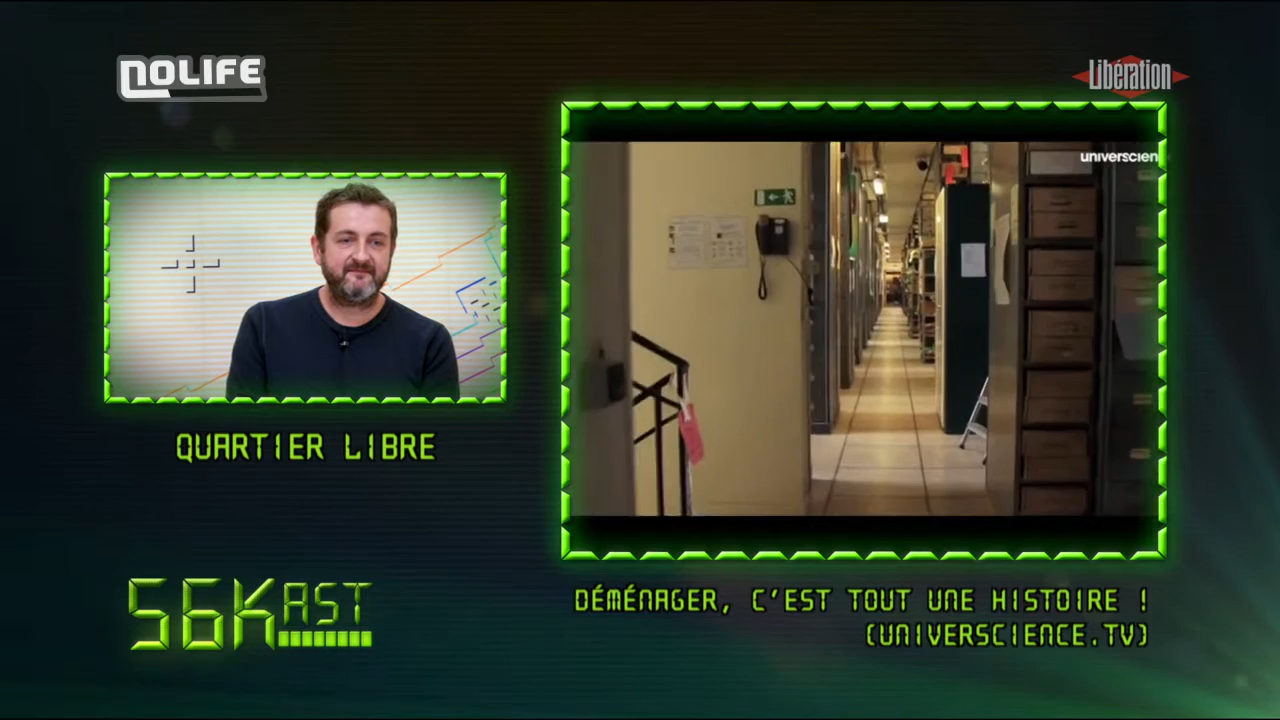 NOLIFE
Libération
universcien
QUARTIER LIBRE
56KAST
DÉMÉNAGER, C'EST TOUT UNE HISTOIRE !
(UNIVERSCIENCE.TV)